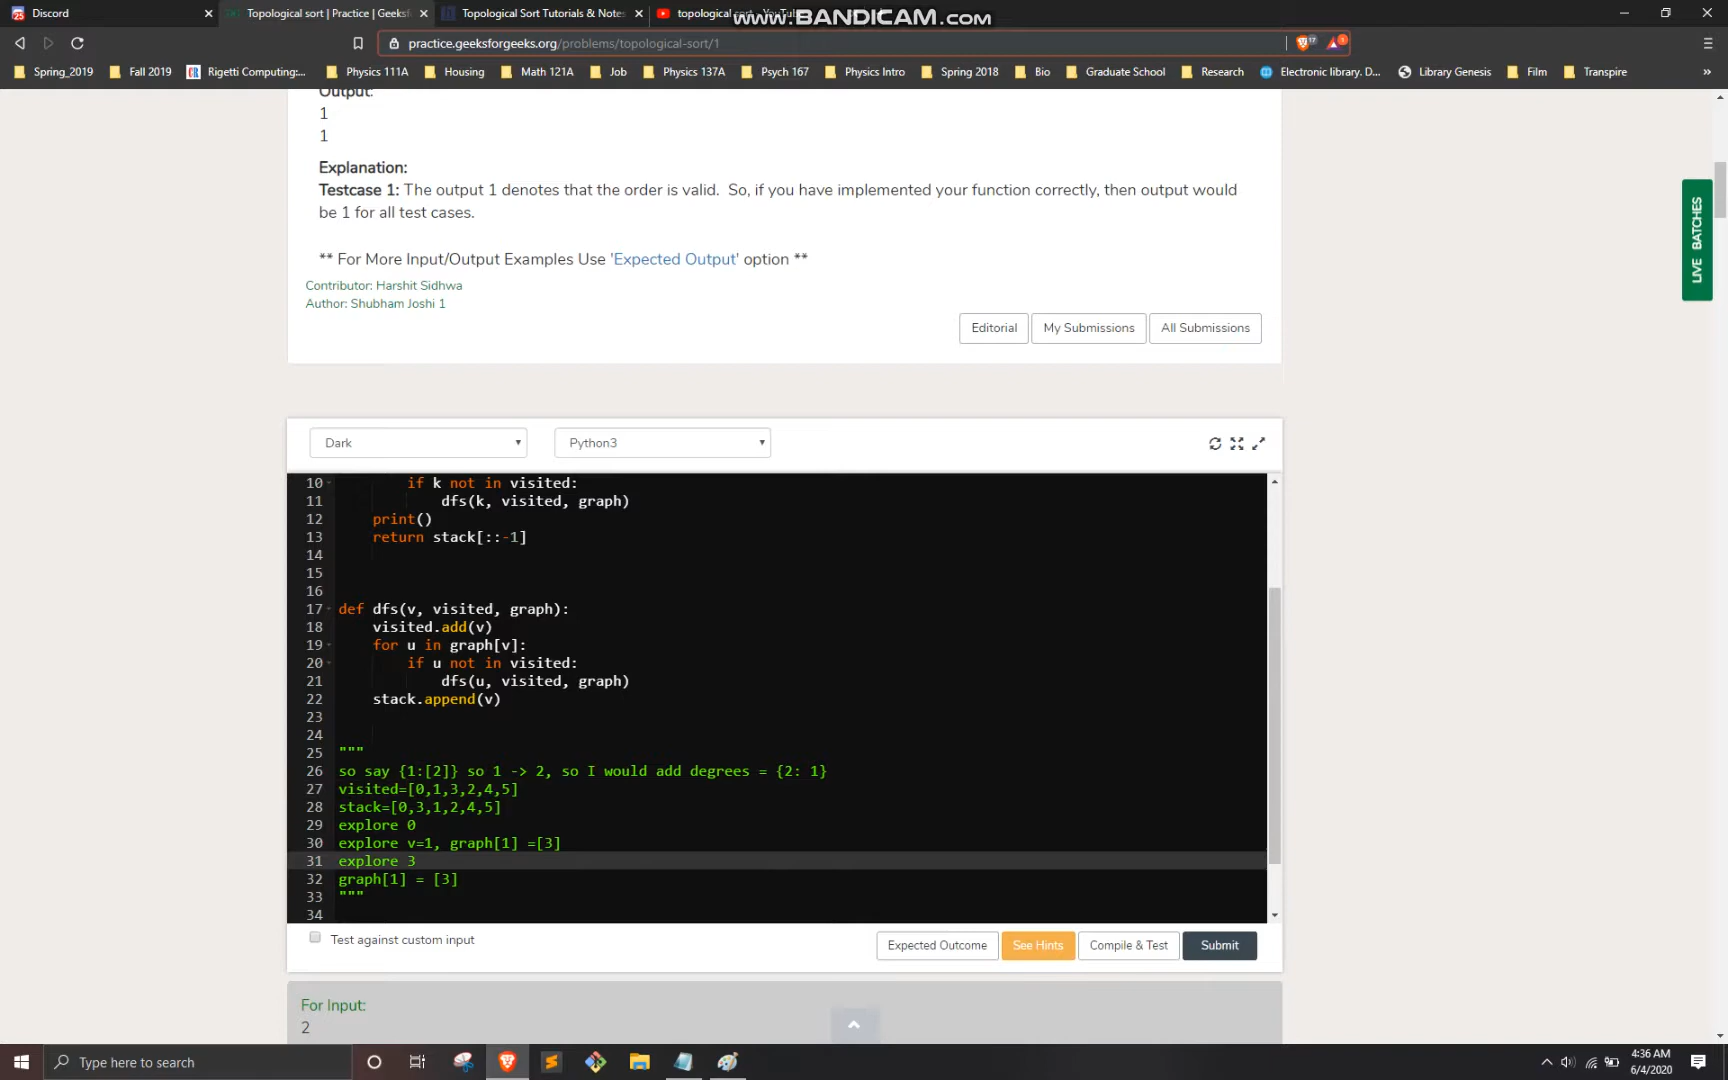 Discord
Topological sort | Practice | Geeksf
Topological Sort Tutorials & Notes
topological sort - YouTu
www.BANDICAM.com
practice.geeksforgeeks.org/problems/topological-sort/1
17
1
Spring_2019
Fall 2019
Rigetti Computing:...
Physics 111A
Housing
Math 121A
Job
Physics 137A
Psych 167
Physics Intro
Spring 2018
Bio
Graduate School
Research
Electronic library. D...
Library Genesis
Film
Transpire
»
Output:
1
1
Explanation:
Testcase 1: The output 1 denotes that the order is valid. So, if you have implemented your function correctly, then output would
be 1 for all test cases.
** For More Input/Output Examples Use 'Expected Output' option **
Contributor: Harshit Sidhwa
Author: Shubham Joshi 1
Editorial
My Submissions
All Submissions
LIVE BATCHES
Dark
Python3
10 if k not in visited:
11 dfs(k, visited, graph)
12 print()
13 return stack[::-1]
14
15
16
17 def dfs(v, visited, graph):
18 visited.add(v)
19 for u in graph[v]:
20 if u not in visited:
21 dfs(u, visited, graph)
22 stack.append(v)
23
24
25 """
26 so say {1:[2]} so 1 -> 2, so I would add degrees = {2: 1}
27 visited=[0,1,3,2,4,5]
28 stack=[0,3,1,2,4,5]
29 explore 0
30 explore v=1, graph[1] =[3]
31 explore 3
32 graph[1] = [3]
33 """
34
Test against custom input
Expected Outcome
See Hints
Compile & Test
Submit
For Input:
2
Type here to search
4:36 AM
6/4/2020